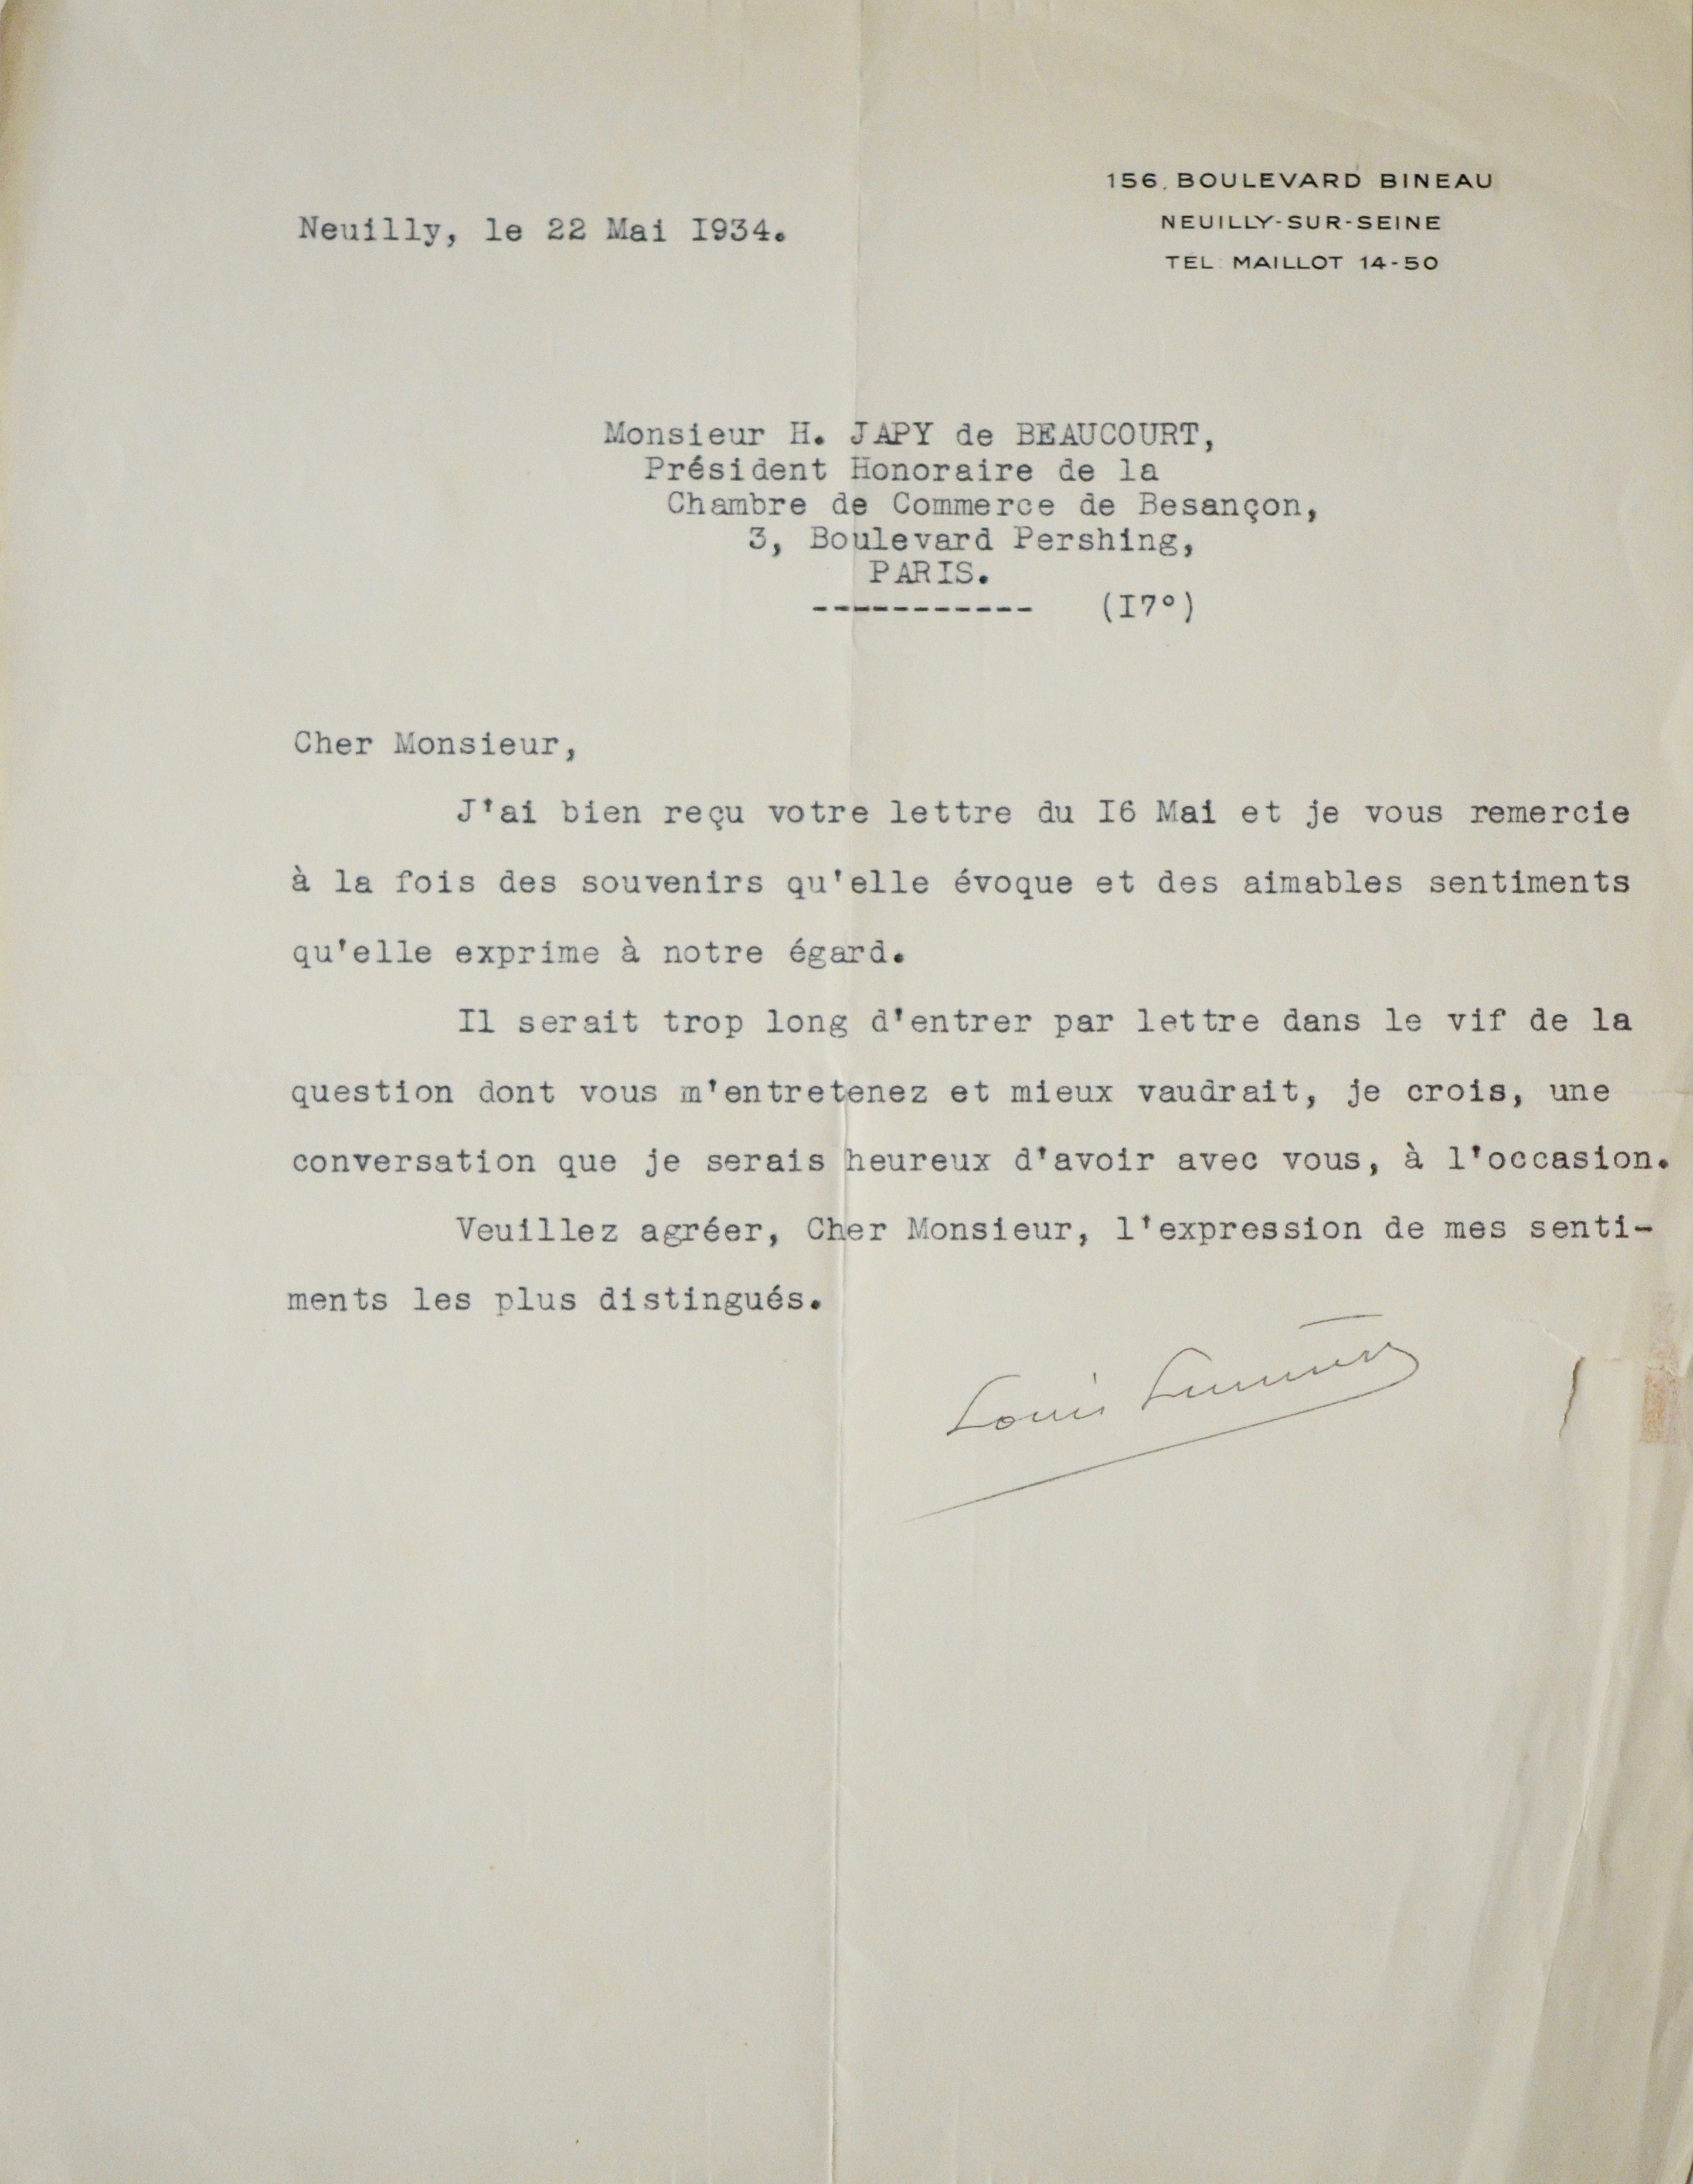 156, BOULEVARD BINEAU
NEUILLY-SUR-SEINE
TÉL. MAILLOT 14-50
Neuilly, le 22 Mai I934.
Monsieur H. JAPY de BEAUCOURT,
Président Honoraire de la
Chambre de Commerce de Besançon,
3, Boulevard Pershing,
PARIS.
----------- (I7°)
Cher Monsieur,
J'ai bien reçu votre lettre du I6 Mai et je vous remercie
à la fois des souvenirs qu'elle évoque et des aimables sentiments
qu'elle exprime à notre égard.
Il serait trop long d'entrer par lettre dans le vif de la
question dont vous m'entretenez et mieux vaudrait, je crois, une
conversation que je serais heureux d'avoir avec vous, à l'occasion.
Veuillez agréer, Cher Monsieur, l'expression de mes senti-
ments les plus distingués.
Louis Lumière